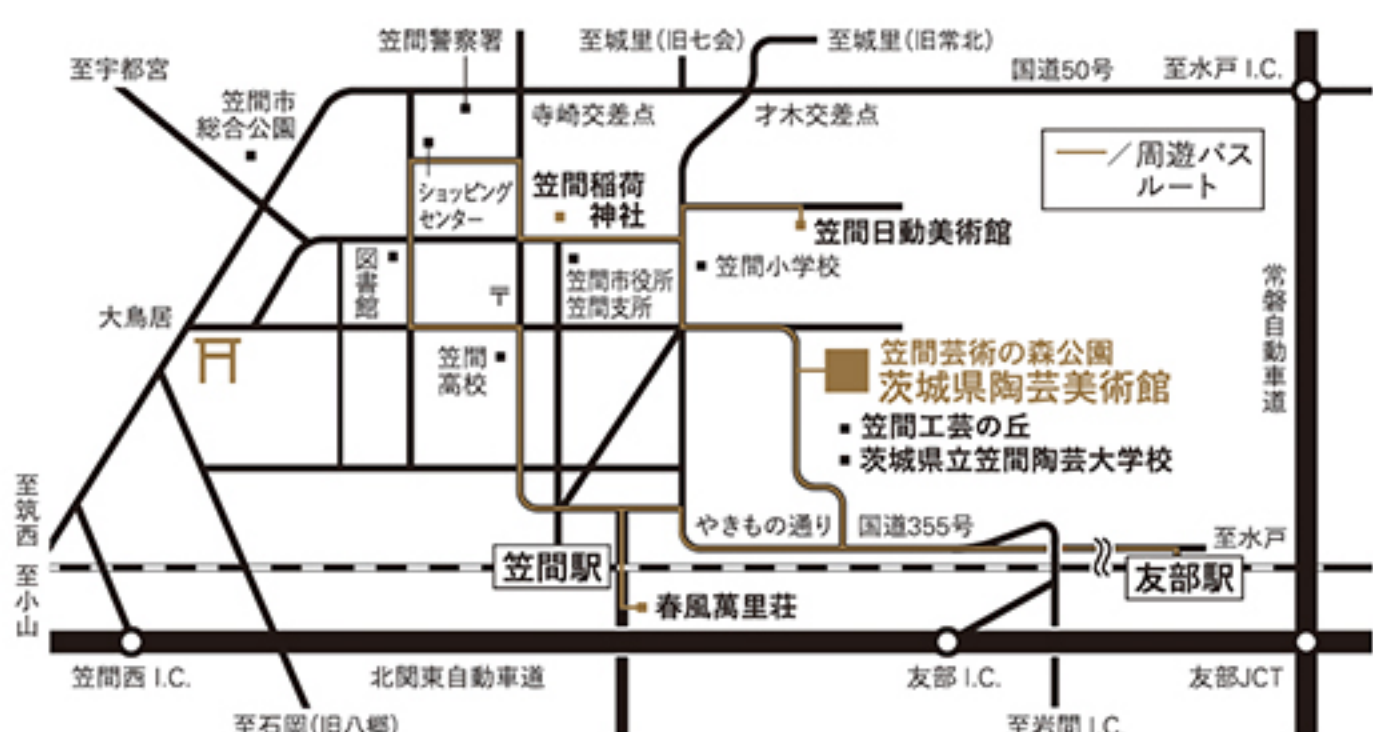 笠間警察署
至城里(旧七会)
至城里(旧常北)
至宇都宮
国道50号
至水戸 I.C.
笠間市
総合公園
寺崎交差点
才木交差点
／周遊バス
ルート
ショッピング
センター
笠間稲荷
神社
笠間日動美術館
図書館
笠間市役所
笠間支所
笠間小学校
常磐自動車道
〒
大鳥居
笠間
高校
笠間芸術の森公園
茨城県陶芸美術館
笠間工芸の丘
茨城県立笠間陶芸大学校
至筑西
やきもの通り
国道355号
至水戸
笠間駅
友部駅
至小山
春風萬里荘
笠間西 I.C.
北関東自動車道
友部 I.C.
友部JCT
至石岡(旧八郷)
至岩間 I.C.